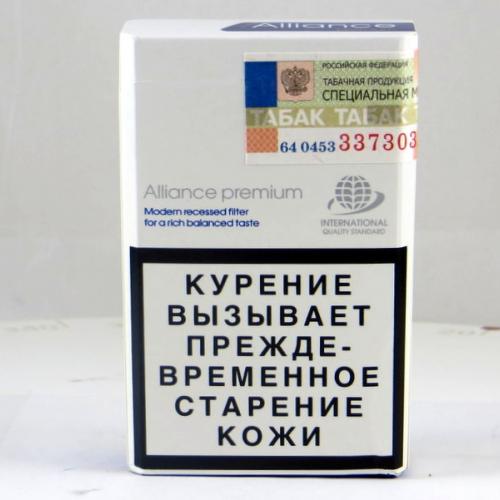 Alliance
РОССИЙСКАЯ ФЕДЕРАЦИЯ
ТАБАЧНАЯ ПРОДУКЦИЯ
СПЕЦИАЛЬНАЯ М
ТАБАК ТАБАК
64 0453 337303
Alliance premium
Modern recessed filter
for a rich balanced taste
INTERNATIONAL
QUALITY STANDARD
КУРЕНИЕ
ВЫЗЫВАЕТ
ПРЕЖДЕ-
ВРЕМЕННОЕ
СТАРЕНИЕ
КОЖИ